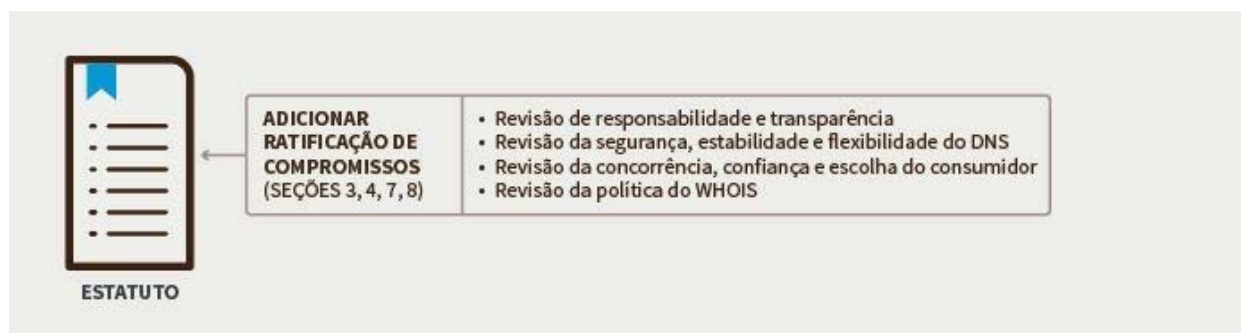 ADICIONAR
RATIFICAÇÃO DE
COMPROMISSOS
(SEÇÕES 3, 4, 7, 8)
• Revisão de responsabilidade e transparência
• Revisão da segurança, estabilidade e flexibilidade do DNS
• Revisão da concorrência, confiança e escolha do consumidor
• Revisão da política do WHOIS
ESTATUTO